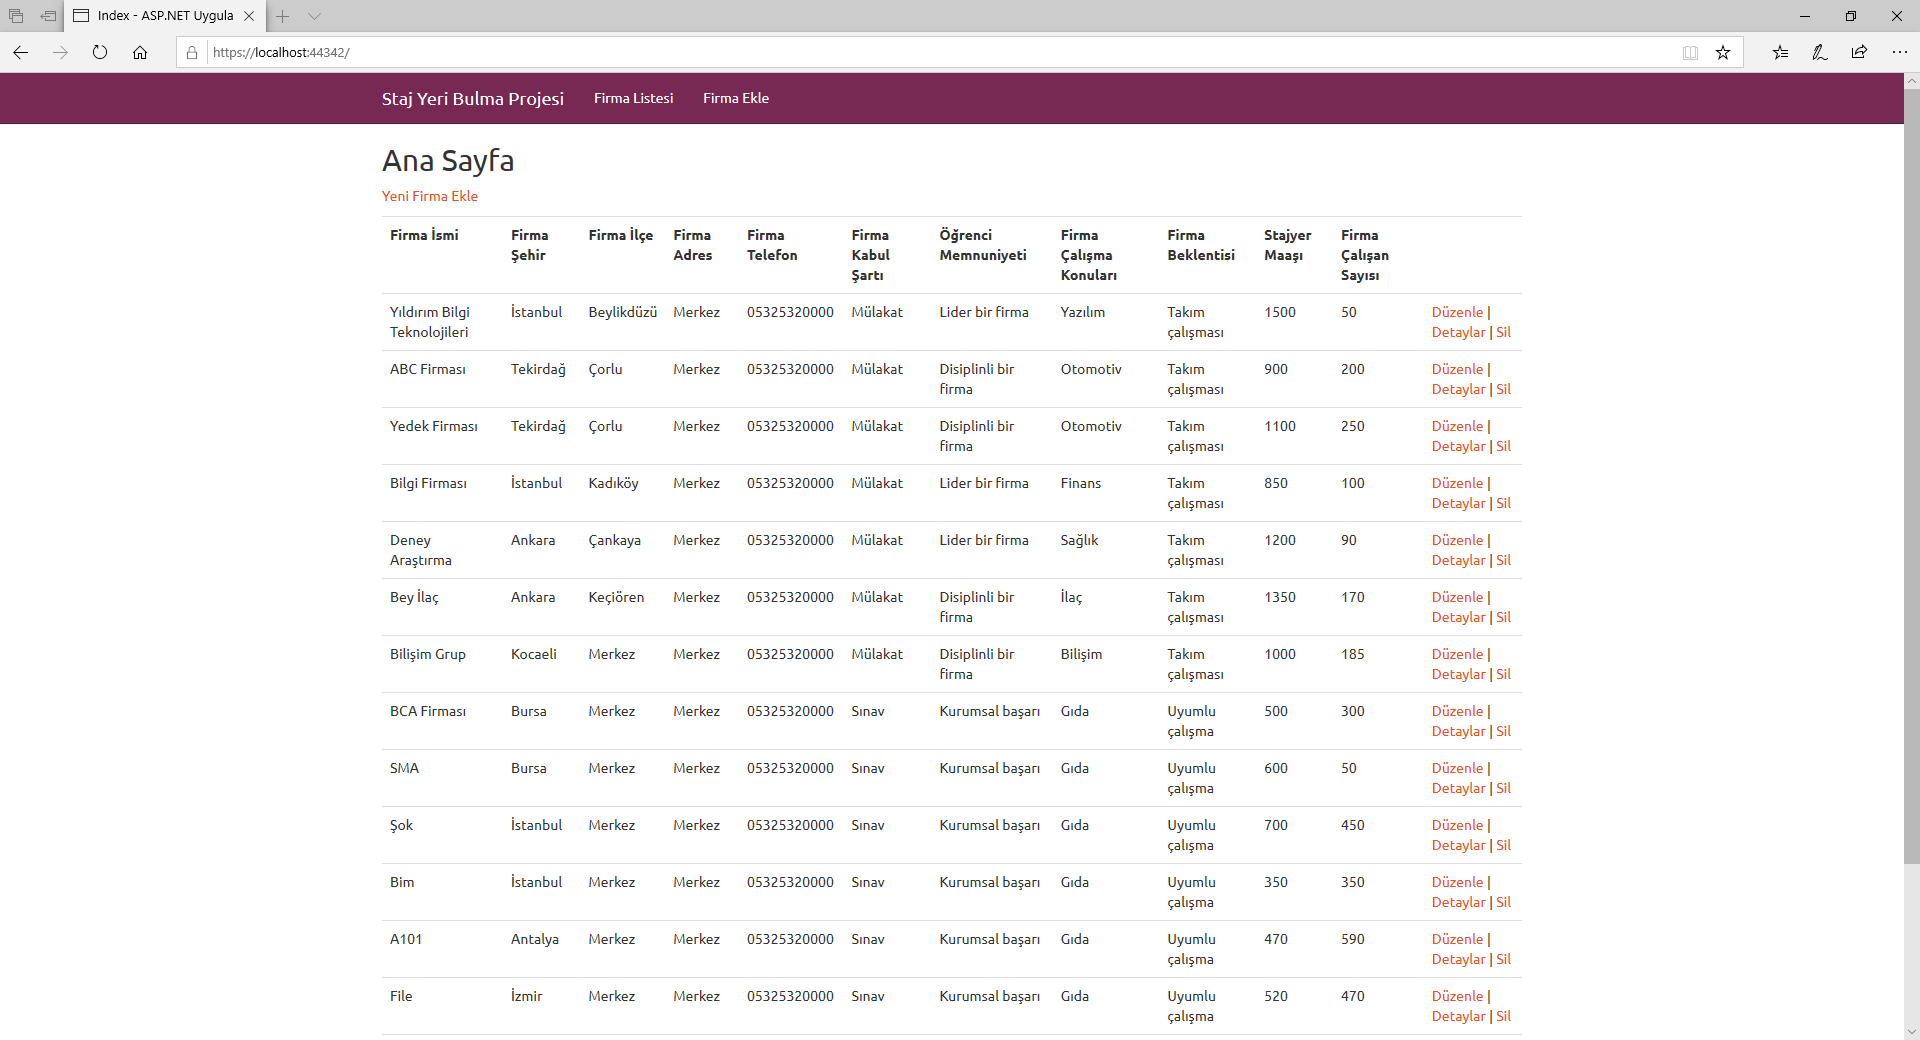 Index - ASP.NET Uygula
https://localhost:44342/
Staj Yeri Bulma Projesi Firma Listesi Firma Ekle
Ana Sayfa
Yeni Firma Ekle
Firma İsmi Firma Firma İlçe Firma Firma Firma Öğrenci Firma Firma Stajyer Firma
Şehir Adres Telefon Kabul Memnuniyeti Çalışma Beklentisi Maaşı Çalışan
Şartı Konuları Sayısı
Yıldırım Bilgi İstanbul Beylikdüzü Merkez 05325320000 Mülakat Lider bir firma Yazılım Takım 1500 50 Düzenle |
Teknolojileri çalışması Detaylar | Sil
ABC Firması Tekirdağ Çorlu Merkez 05325320000 Mülakat Disiplinli bir Otomotiv Takım 900 200 Düzenle |
firma çalışması Detaylar | Sil
Yedek Firması Tekirdağ Çorlu Merkez 05325320000 Mülakat Disiplinli bir Otomotiv Takım 1100 250 Düzenle |
firma çalışması Detaylar | Sil
Bilgi Firması İstanbul Kadıköy Merkez 05325320000 Mülakat Lider bir firma Finans Takım 850 100 Düzenle |
çalışması Detaylar | Sil
Deney Ankara Çankaya Merkez 05325320000 Mülakat Lider bir firma Sağlık Takım 1200 90 Düzenle |
Araştırma çalışması Detaylar | Sil
Bey İlaç Ankara Keçiören Merkez 05325320000 Mülakat Disiplinli bir İlaç Takım 1350 170 Düzenle |
firma çalışması Detaylar | Sil
Bilişim Grup Kocaeli Merkez Merkez 05325320000 Mülakat Disiplinli bir Bilişim Takım 1000 185 Düzenle |
firma çalışması Detaylar | Sil
BCA Firması Bursa Merkez Merkez 05325320000 Sınav Kurumsal başarı Gıda Uyumlu 500 300 Düzenle |
çalışma Detaylar | Sil
SMA Bursa Merkez Merkez 05325320000 Sınav Kurumsal başarı Gıda Uyumlu 600 50 Düzenle |
çalışma Detaylar | Sil
Şok İstanbul Merkez Merkez 05325320000 Sınav Kurumsal başarı Gıda Uyumlu 700 450 Düzenle |
çalışma Detaylar | Sil
Bim İstanbul Merkez Merkez 05325320000 Sınav Kurumsal başarı Gıda Uyumlu 350 350 Düzenle |
çalışma Detaylar | Sil
A101 Antalya Merkez Merkez 05325320000 Sınav Kurumsal başarı Gıda Uyumlu 470 590 Düzenle |
çalışma Detaylar | Sil
File İzmir Merkez Merkez 05325320000 Sınav Kurumsal başarı Gıda Uyumlu 520 470 Düzenle |
çalışma Detaylar | Sil